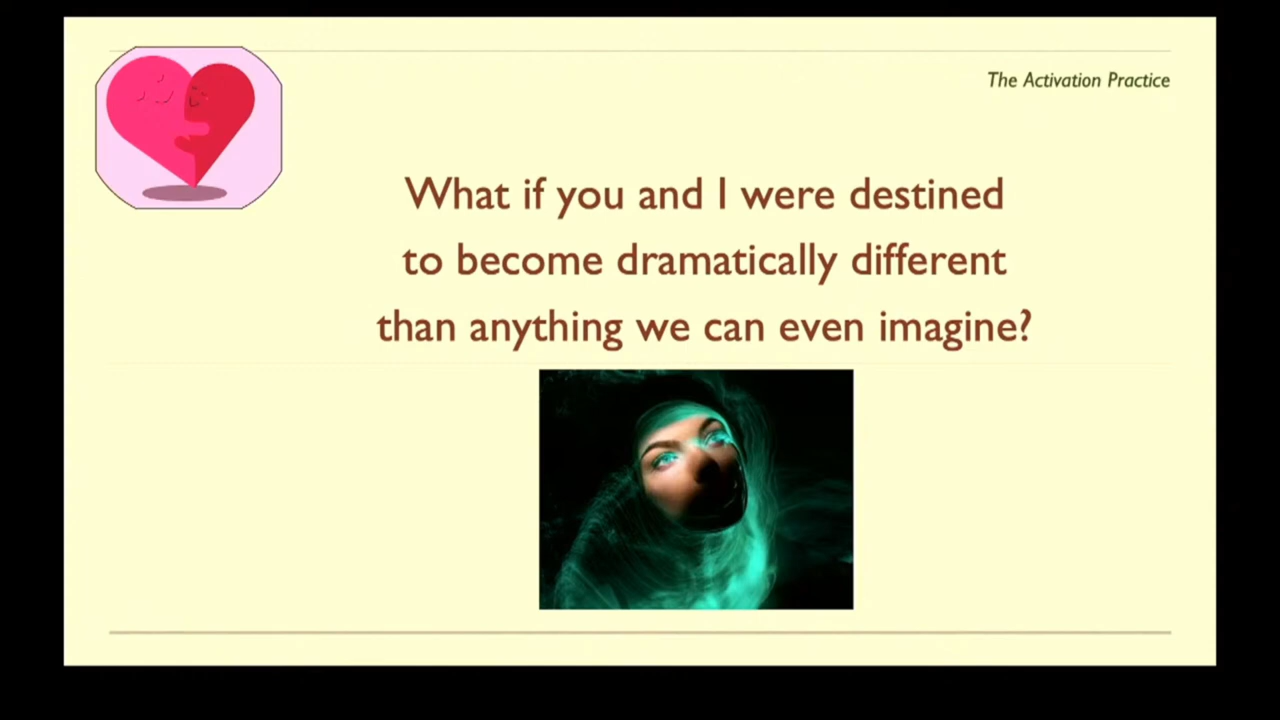 The Activation Practice
What if you and I were destined
to become dramatically different
than anything we can even imagine?